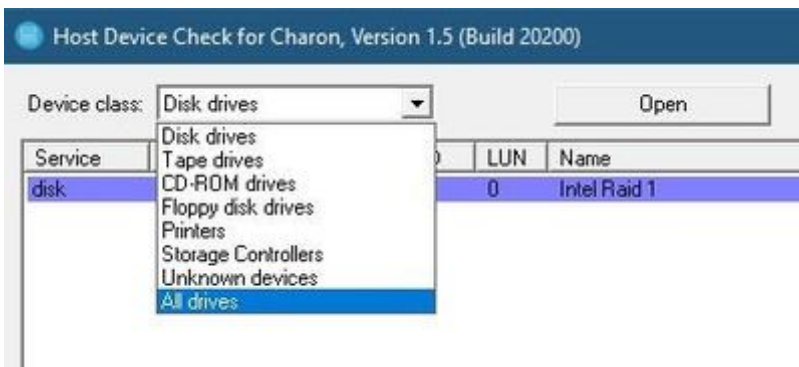 Host Device Check for Charon, Version 1.5 (Build 20200)
Device class: Disk drives Open
Disk drives
Service Tape drives LUN Name
CD-ROM drives
disk 0 Intel Raid 1
Floppy disk drives
Printers
Storage Controllers
Unknown devices
All drives